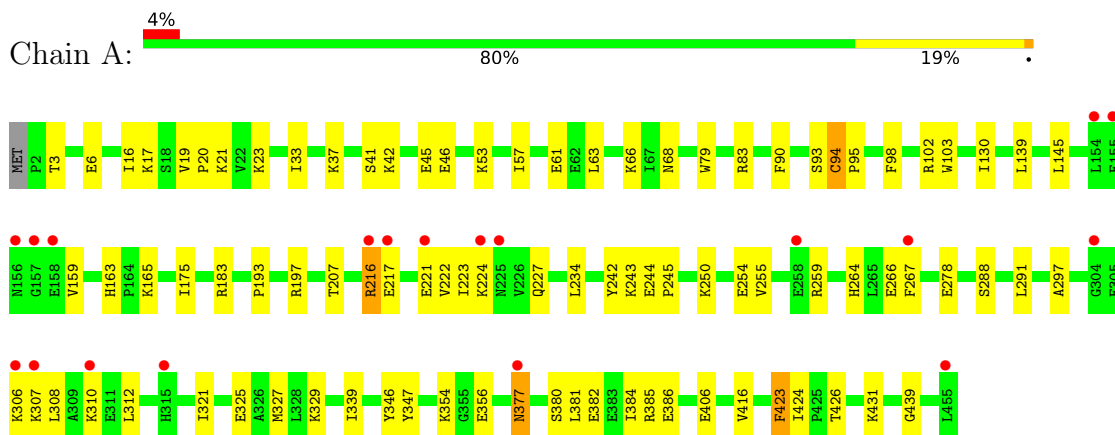 4%
Chain A:
80% 19% •
MET P2 T3 E6 I16 K17 S18 V19 P20 K21 V22 K23 I33 K37 S41 K42 E45 E46 K53 I57 E61 E62 L63 K66 I67 N68 W79 R83 F90 S93 C94 P95 F98 R102 W103 I130 L139 L145 L154 E155
N156 G157 E158 V159 H163 P164 K165 I175 R183 P193 R197 T207 R216 E217 E221 V222 I223 K224 N225 V226 Q227 L234 Y242 K243 E244 P245 K250 E254 V255 E258 R259 H264 L265 E266 F267 E278 S288 L291 A297 G304 E305
K306 K307 L308 A309 K310 E311 L312 H315 I321 E325 A326 M327 L328 K329 I339 Y346 Y347 K354 G355 E356 N377 S380 L381 E382 E383 I384 R385 E386 E406 V416 F423 I424 P425 T426 K431 G439 L455